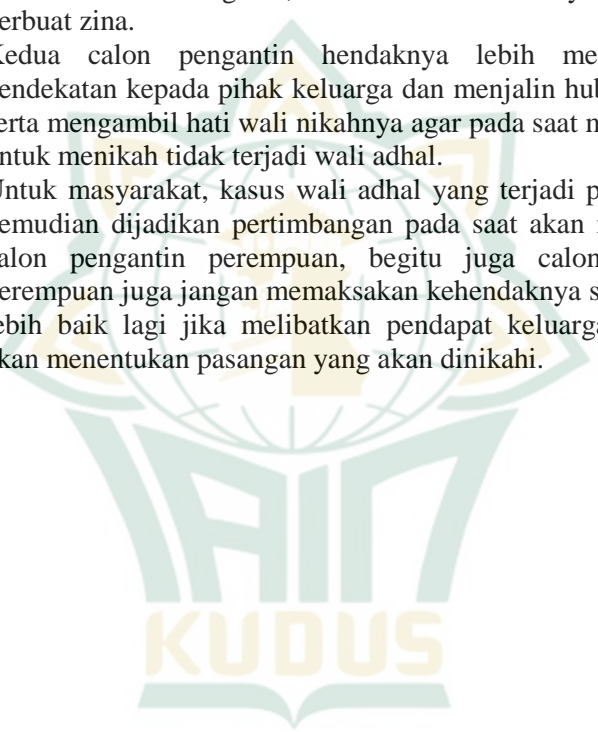 erbuat zina.
Kedua calon pengantin hendaknya lebih me
endekatan kepada pihak keluarga dan menjalin hub
erta mengambil hati wali nikahnya agar pada saat m
ntuk menikah tidak terjadi wali adhal.
Untuk masyarakat, kasus wali adhal yang terjadi p
emudian dijadikan pertimbangan pada saat akan
alon pengantin perempuan, begitu juga calon
erempuan juga jangan memaksakan kehendaknya s
ebih baik lagi jika melibatkan pendapat keluarga
kan menentukan pasangan yang akan dinikahi.
IAIN
KUDUS